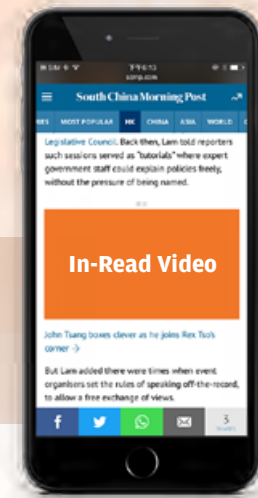 scmp.com
South China Morning Post
MOST POPULAR HK CHINA ASIA WORLD
Legislative Council. Back then, Lam told reporters
such sessions served as "tutorials" where expert
government staff could explain policies freely,
without the pressure of being named.
In-Read Video
John Tsang boxes clever as he joins Rex Tso's
corner →
But Lam added there were times when event
organisers set the rules of speaking off-the-record,
to allow a free exchange of views.
3
SHARES